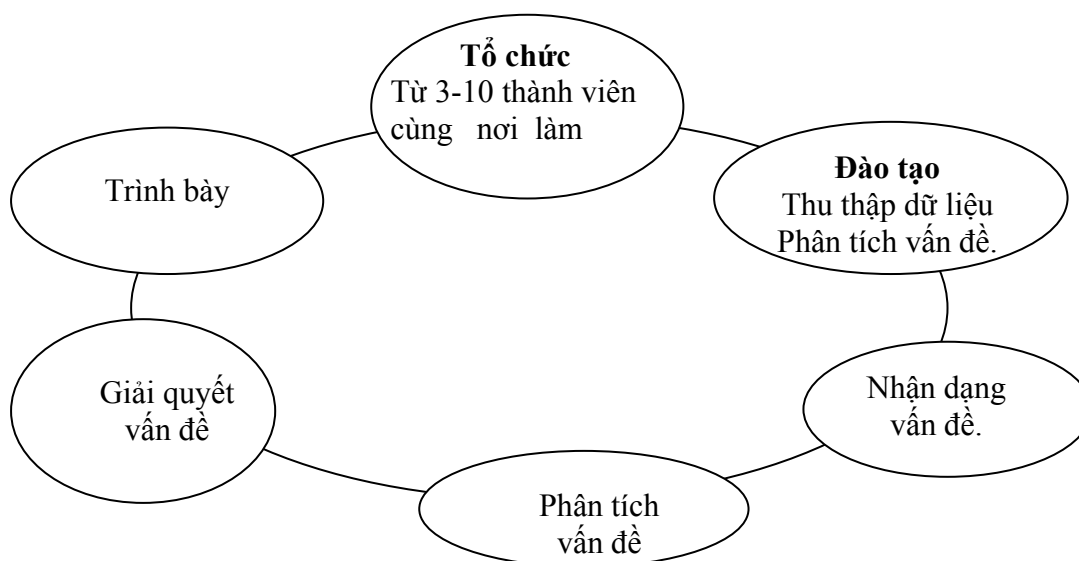 Tổ chức
Từ 3-10 thành viên
cùng nơi làm
Trình bày
Đào tạo
Thu thập dữ liệu
Phân tích vấn đề.
Giải quyết
vấn đề
Nhận dạng
vấn đề.
Phân tích
vấn đề